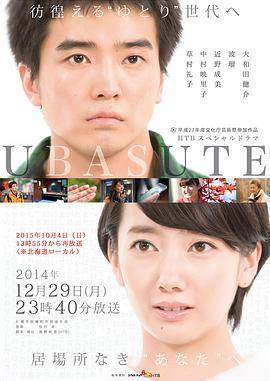 彷徨える“ゆとり”世代へ
大和田健介
波瑠
近野成美
中村映里子
草村礼子
平成27年度文化庁芸術祭参加作品
HTBスペシャルドラマ
UBASUTE
2015年10月4日（日）
13時55分から再放送
（※北海道ローカル）
2014年
12月29日(月)
23時40分放送
居場所なき“あなた”へ
HTB